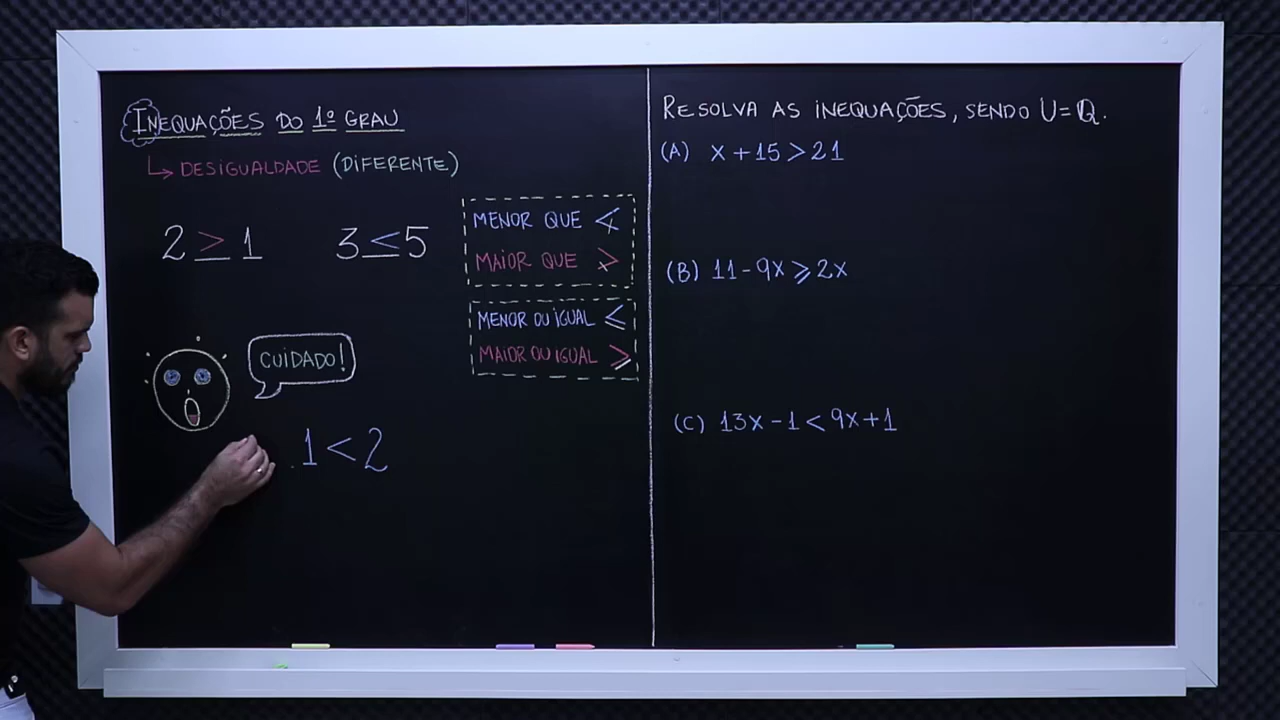 INEQUAÇÕES DO 1º GRAU
DESIGUALDADE (DIFERENTE)
2 ≥ 1
3 ≤ 5
MENOR QUE <
MAIOR QUE >
MENOR OU IGUAL ≤
MAIOR OU IGUAL ≥
CUIDADO!
1 < 2
RESOLVA AS INEQUAÇÕES, SENDO U = Q.
(A) X + 15 > 21
(B) 11 - 9X ≥ 2X
(C) 13X - 1 < 9X + 1